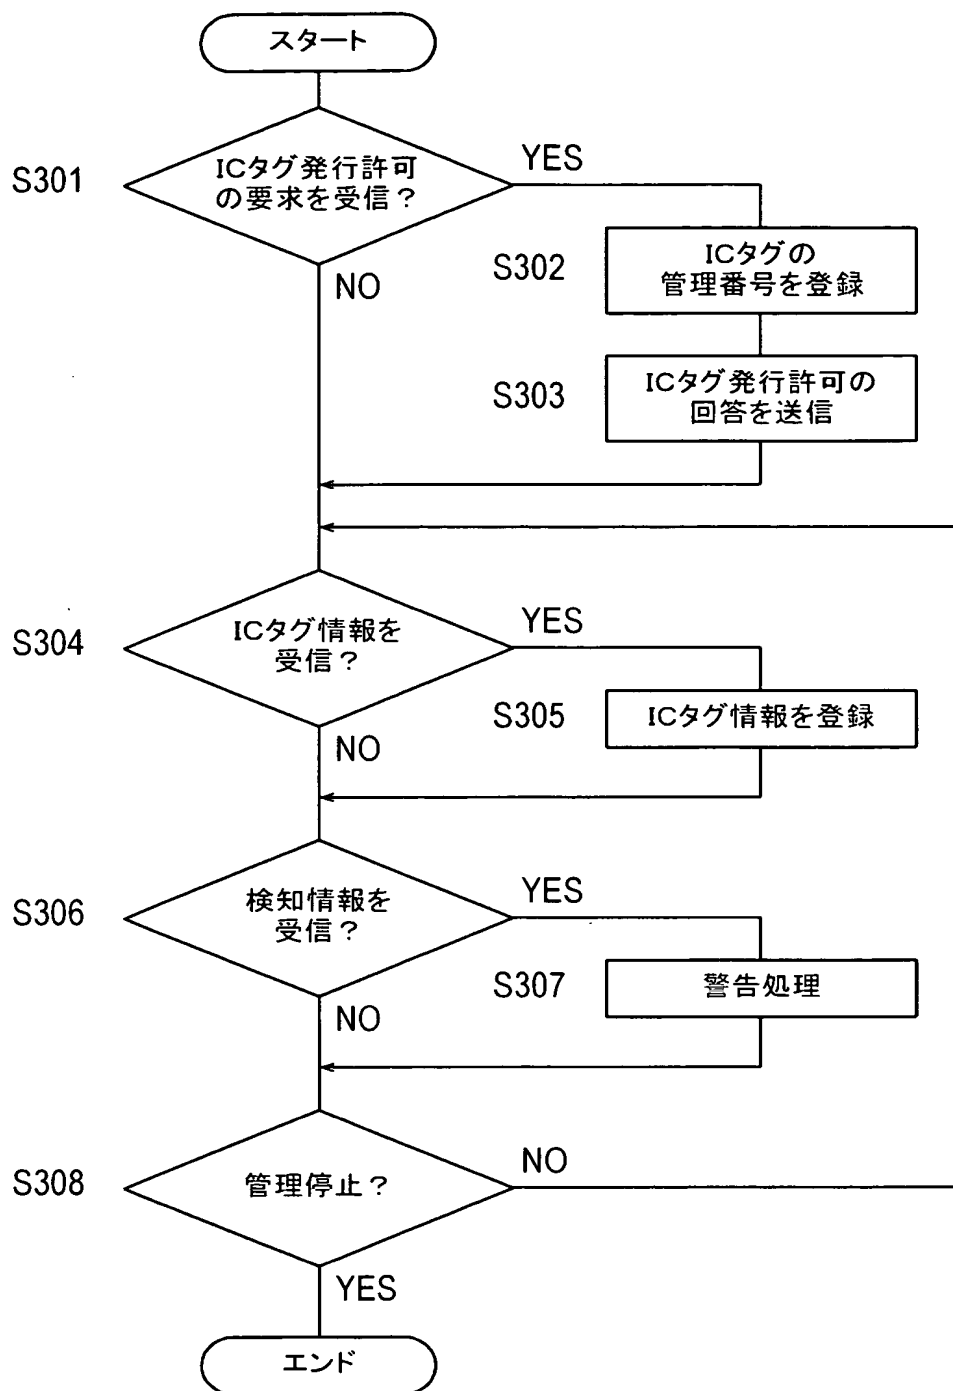 スタート
S301
ICタグ発行許可
の要求を受信？
YES
NO
S302
ICタグの
管理番号を登録
S303
ICタグ発行許可の
回答を送信
S304
ICタグ情報を
受信？
YES
NO
S305
ICタグ情報を登録
S306
検知情報を
受信？
YES
NO
S307
警告処理
S308
管理停止？
NO
YES
エンド